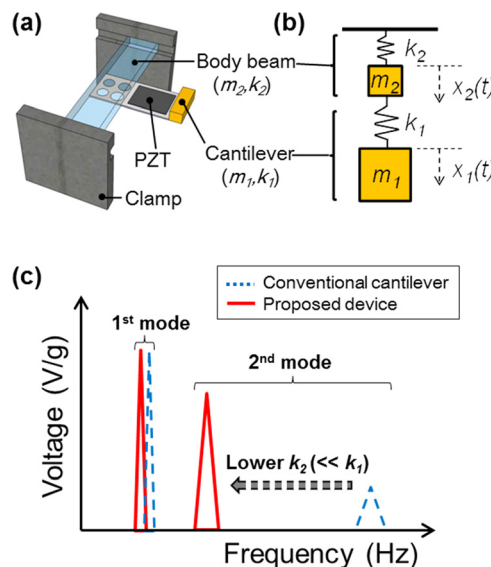 (a)
Body beam
(m2,k2)
PZT
Cantilever
(m1,k1)
Clamp
(b)
k2
m2
x2(t)
k1
m1
x1(t)
(c)
Conventional cantilever
Proposed device
1st mode
2nd mode
Lower k2 (<< k1)
Voltage (V/g)
Frequency (Hz)